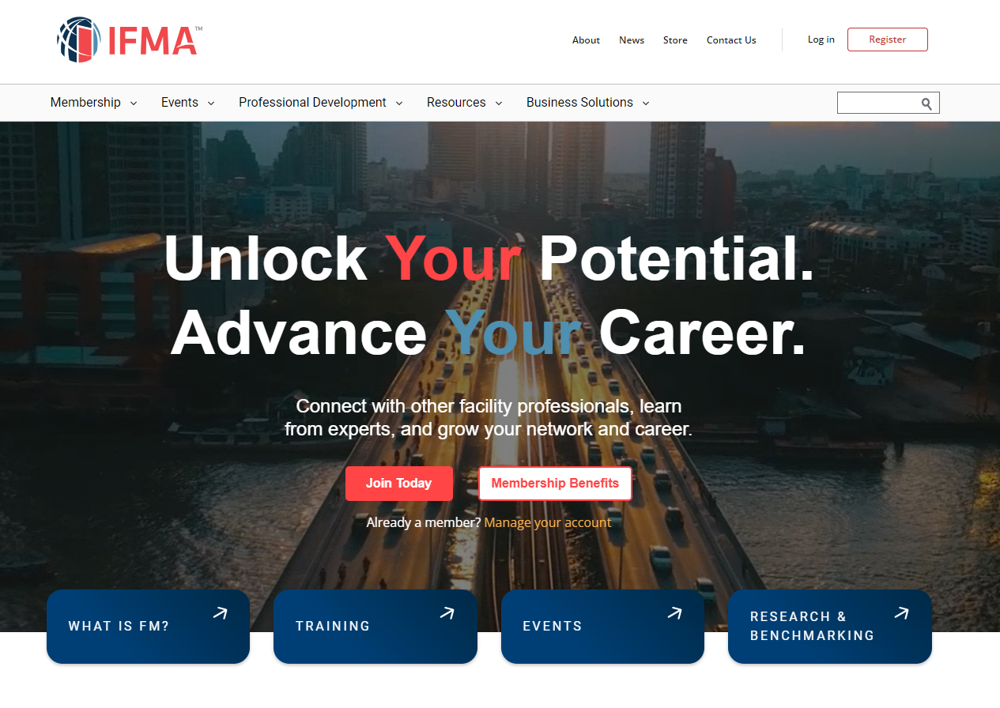 IFMA™
About News Store Contact Us Log in Register
Membership Events Professional Development Resources Business Solutions
Unlock Your Potential.
Advance Your Career.
Connect with other facility professionals, learn
from experts, and grow your network and career.
Join Today Membership Benefits
Already a member? Manage your account
WHAT IS FM?
TRAINING
EVENTS
RESEARCH &
BENCHMARKING